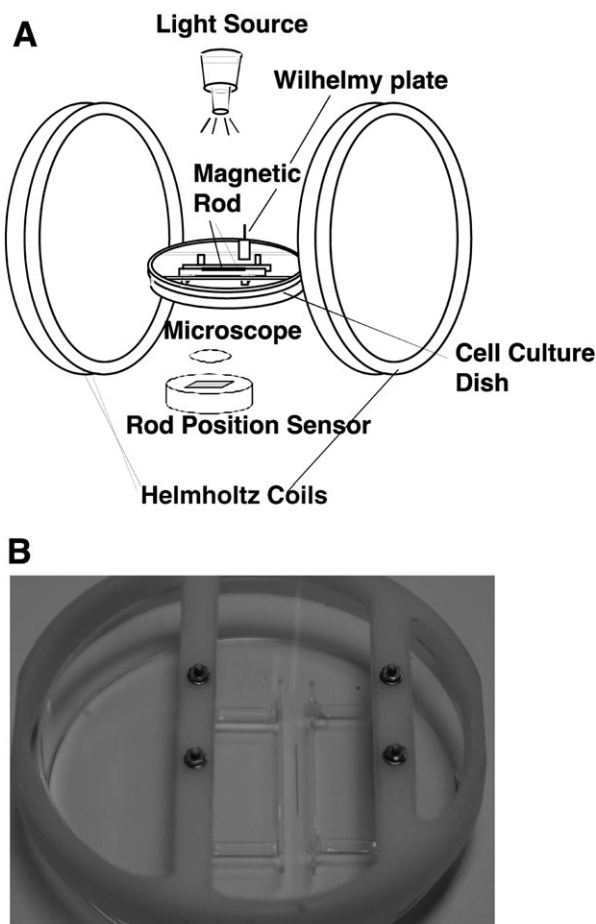 A
Light Source
Wilhelmy plate
Magnetic
Rod
Microscope
Cell Culture
Dish
Rod Position Sensor
Helmholtz Coils
B